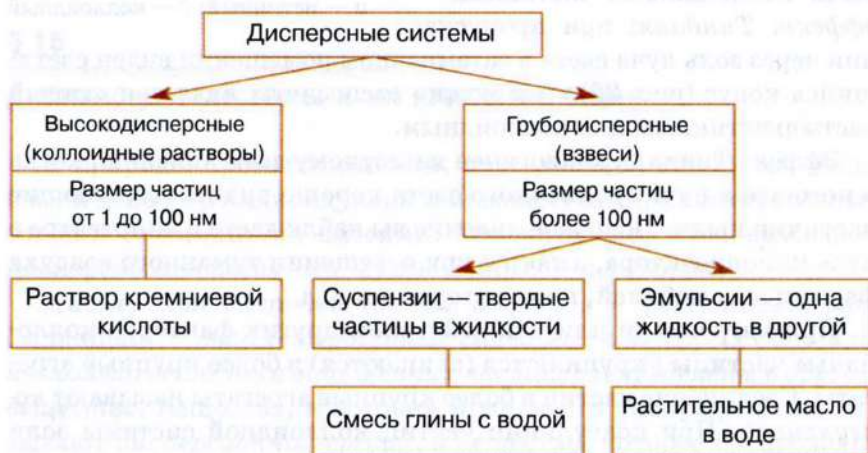 Дисперсные системы
Высокодисперсные
(коллоидные растворы)
Размер частиц
от 1 до 100 нм
Грубодисперсные
(взвеси)
Размер частиц
более 100 нм
Раствор кремниевой
кислоты
Суспензии – твердые
частицы в жидкости
Эмульсии – одна
жидкость в другой
Смесь глины с водой
Растительное масло
в воде